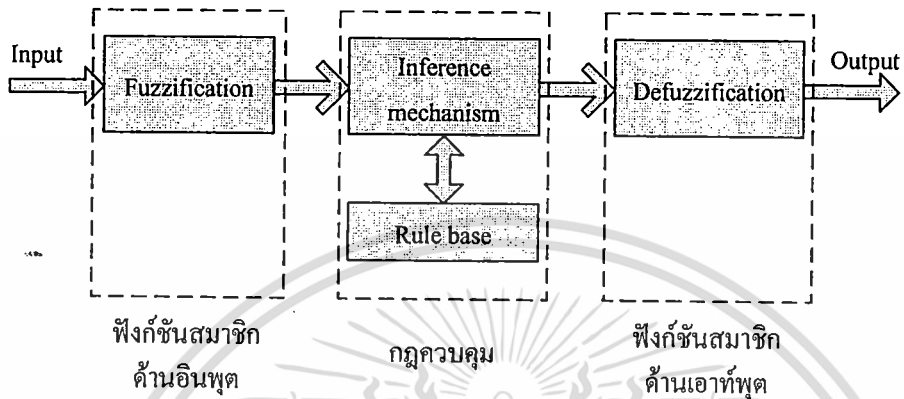 Input
Fuzzification
Inference
mechanism
Rule base
Defuzzification
Output
ฟังก์ชันสมาชิก
ด้านอินพุต
กฎควบคุม
ฟังก์ชันสมาชิก
ด้านเอาท์พุต